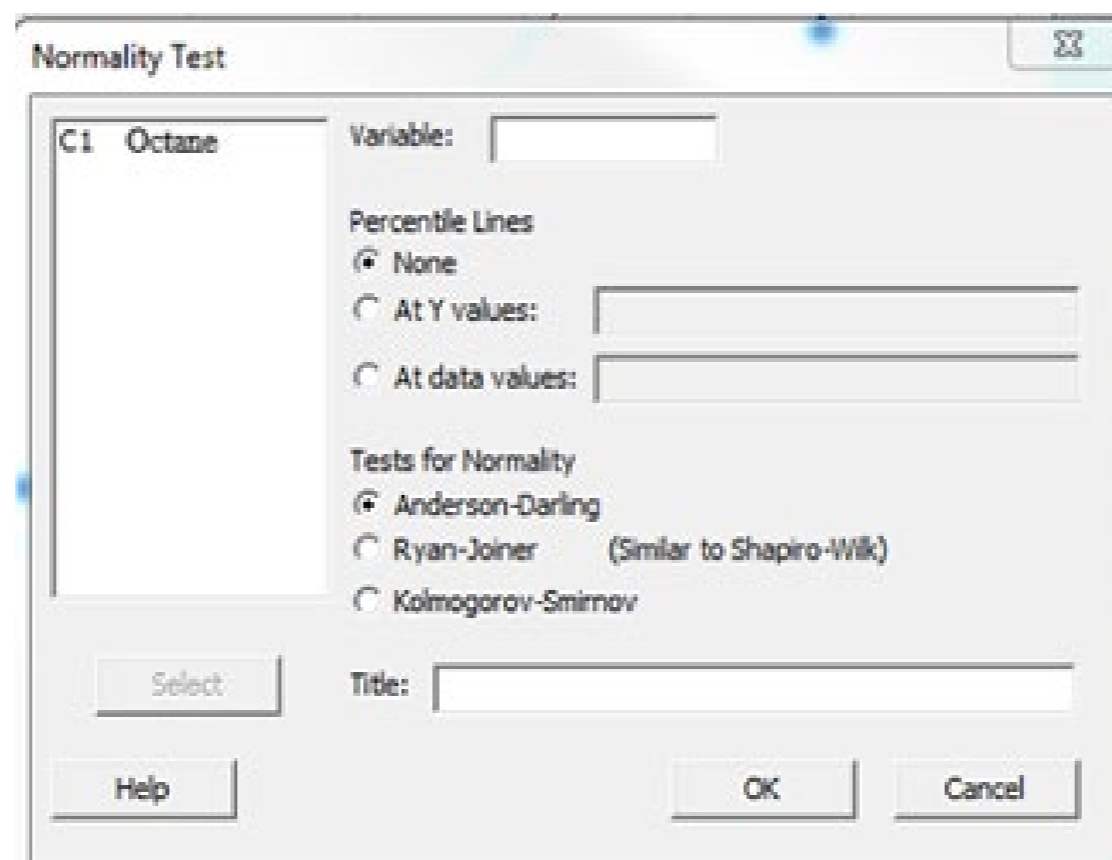 Normality Test
C1 Octane
Variable:
Percentile Lines
None
At Y values:
At data values:
Tests for Normality
Anderson-Darling
Ryan-Joiner (Similar to Shapiro-Wilk)
Kolmogorov-Smirnov
Select
Title:
Help
OK
Cancel